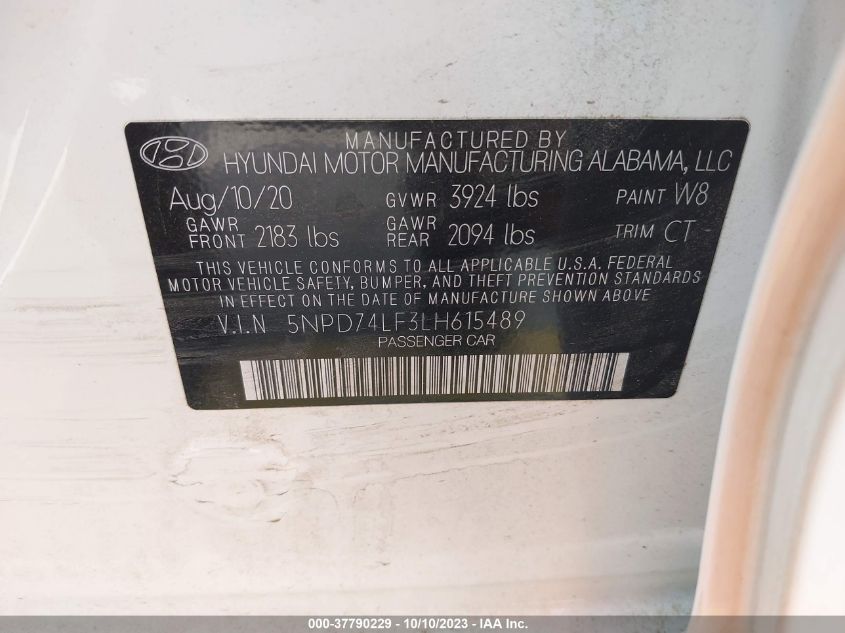 MANUFACTURED BY
HYUNDAI MOTOR MANUFACTURING ALABAMA, LLC
Aug/10/20 GVWR 3924 lbs PAINT W8
GAWR FRONT 2183 lbs GAWR REAR 2094 lbs TRIM CT
THIS VEHICLE CONFORMS TO ALL APPLICABLE U.S.A. FEDERAL
MOTOR VEHICLE SAFETY, BUMPER, AND THEFT PREVENTION STANDARDS
IN EFFECT ON THE DATE OF MANUFACTURE SHOWN ABOVE
V.I.N 5NPD74LF3LH615489
PASSENGER CAR
000-37790229 - 10/10/2023 - IAA Inc.